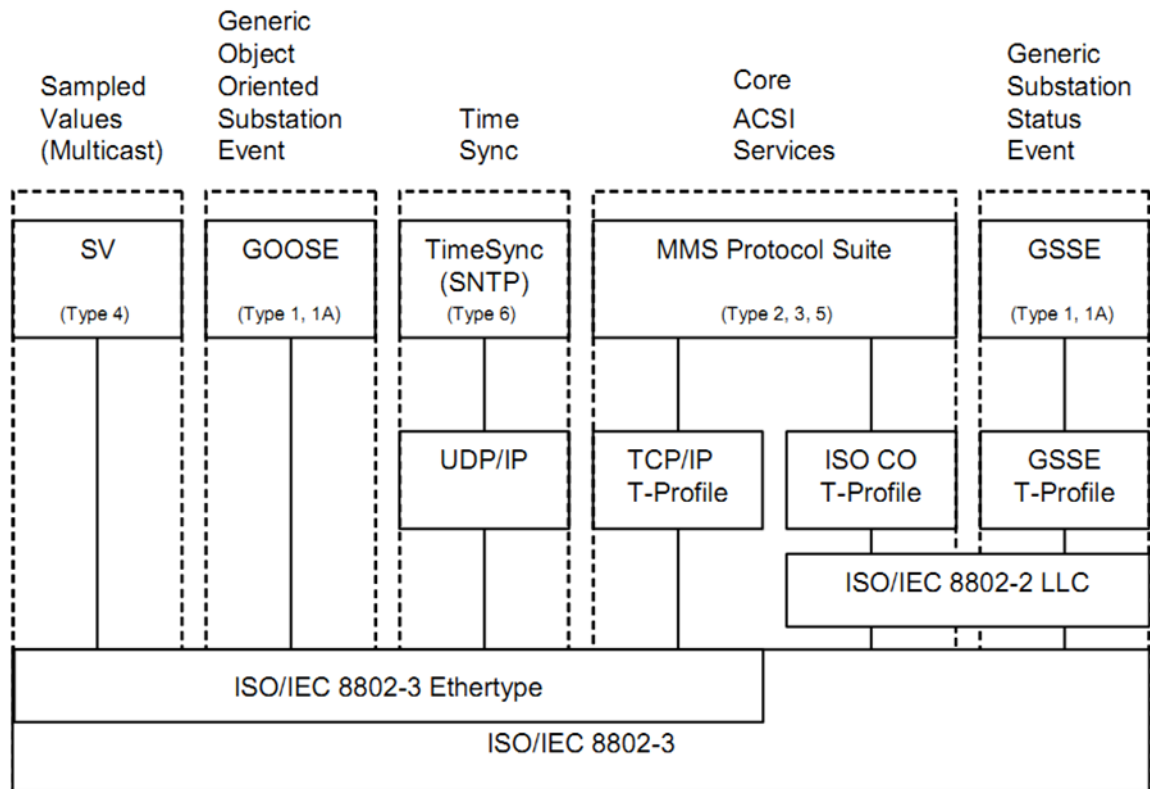 Sampled
Values
(Multicast)
Generic
Object
Oriented
Substation
Event
Time
Sync
Core
ACSI
Services
Generic
Substation
Status
Event
SV
(Type 4)
GOOSE
(Type 1, 1A)
TimeSync
(SNTP)
(Type 6)
MMS Protocol Suite
(Type 2, 3, 5)
GSSE
(Type 1, 1A)
UDP/IP
TCP/IP
T-Profile
ISO CO
T-Profile
GSSE
T-Profile
ISO/IEC 8802-2 LLC
ISO/IEC 8802-3 Ethertype
ISO/IEC 8802-3